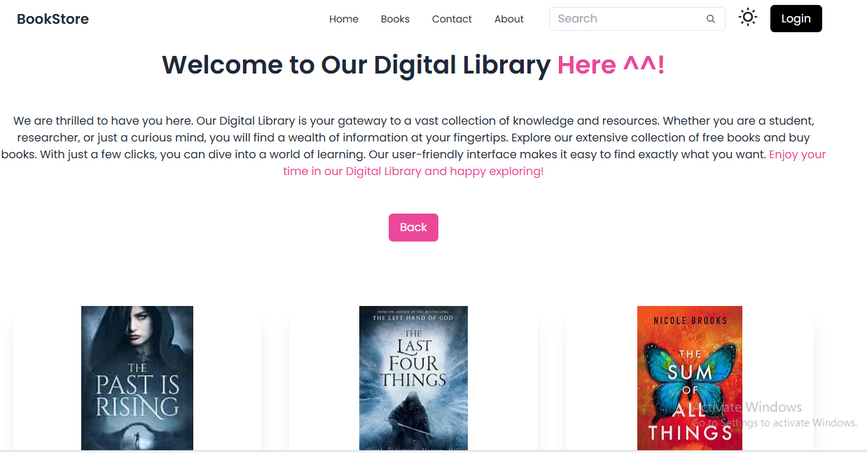 BookStore
Home Books Contact About Search Login
Welcome to Our Digital Library Here ^^!
We are thrilled to have you here. Our Digital Library is your gateway to a vast collection of knowledge and resources. Whether you are a student,
researcher, or just a curious mind, you will find a wealth of information at your fingertips. Explore our extensive collection of free books and buy
books. With just a few clicks, you can dive into a world of learning. Our user-friendly interface makes it easy to find exactly what you want. Enjoy your
time in our Digital Library and happy exploring!
Back
THE
PAST IS
RISING
FROM THE AUTHOR OF THE BESTSELLING
THE LEFT HAND OF GOD
THE
LAST
FOUR
THINGS
NICOLE BROOKS
THE
SUM
OF
ALL
THINGS
Activate Windows
Go to Settings to activate Windows.